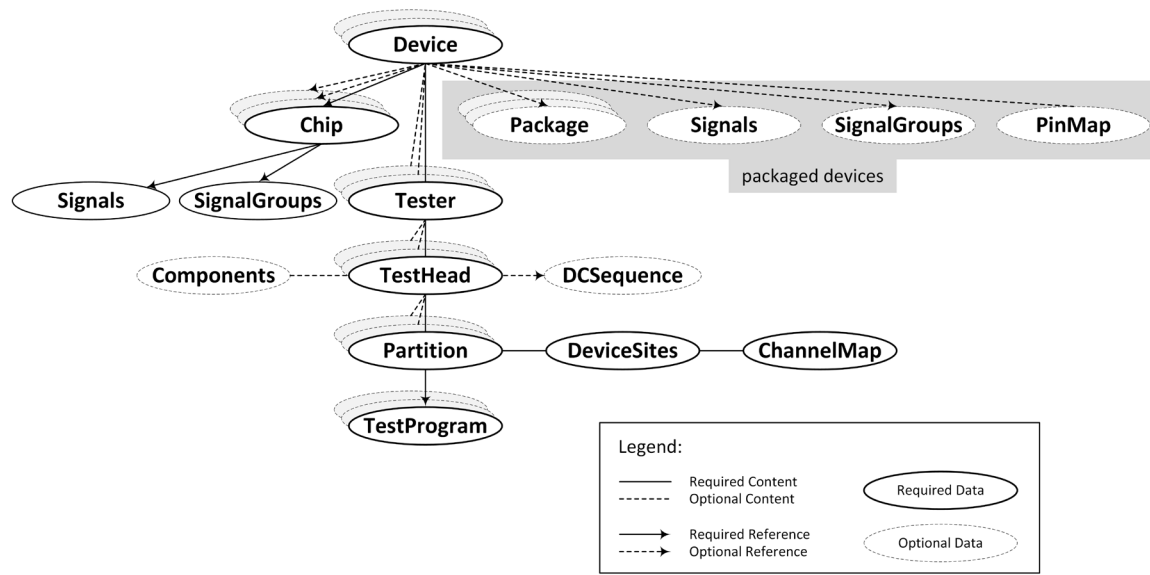 Device
Chip
Package
Signals
SignalGroups
PinMap
packaged devices
Signals
SignalGroups
Tester
Components
TestHead
DCSequence
Partition
DeviceSites
ChannelMap
TestProgram
Legend:
Required Content
Optional Content
Required Data
Required Reference
Optional Reference
Optional Data